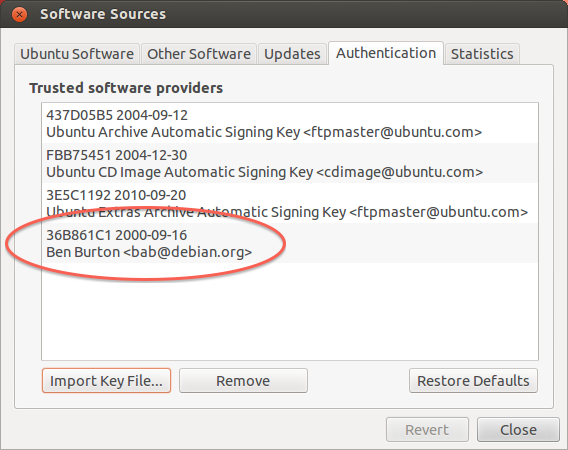 Software Sources
Ubuntu Software Other Software Updates Authentication Statistics
Trusted software providers
437D05B5 2004-09-12
Ubuntu Archive Automatic Signing Key <ftpmaster@ubuntu.com>
FBB75451 2004-12-30
Ubuntu CD Image Automatic Signing Key <cdimage@ubuntu.com>
3E5C1192 2010-09-20
Ubuntu Extras Archive Automatic Signing Key <ftpmaster@ubuntu.com>
36B861C1 2000-09-16
Ben Burton <bab@debian.org>
Import Key File... Remove Restore Defaults
Revert Close